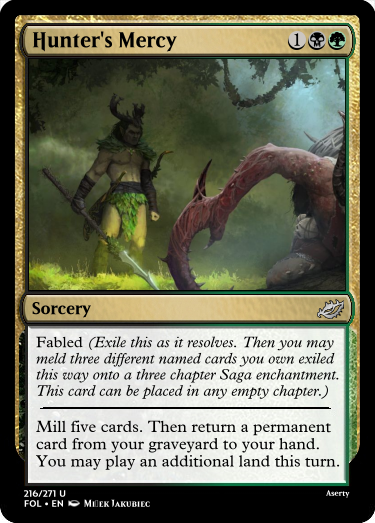 Hunter's Mercy 1
Sorcery
Fabled (Exile this as it resolves. Then you may
meld three different named cards you own exiled
this way onto a three chapter Saga enchantment.
This card can be placed in any empty chapter.)
Mill five cards. Then return a permanent
card from your graveyard to your hand.
You may play an additional land this turn.
216/271 U
Aserty
FOL • EN Jakubiec